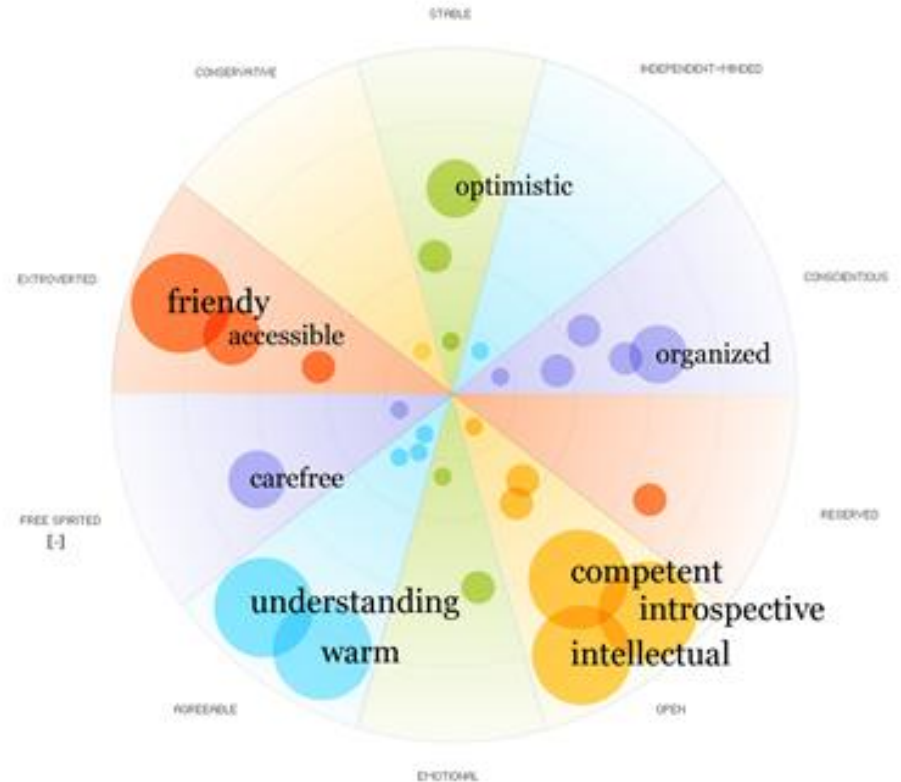 STABLE
CONSERVATIVE
INDEPENDENT-MINDED
optimistic
EXTROVERTED
CONSCIENTIOUS
friendy
accessible
organized
carefree
FREE SPIRITED
[-]
RESERVED
competent
understanding
introspective
warm
intellectual
AGREEABLE
OPEN
EMOTIONAL